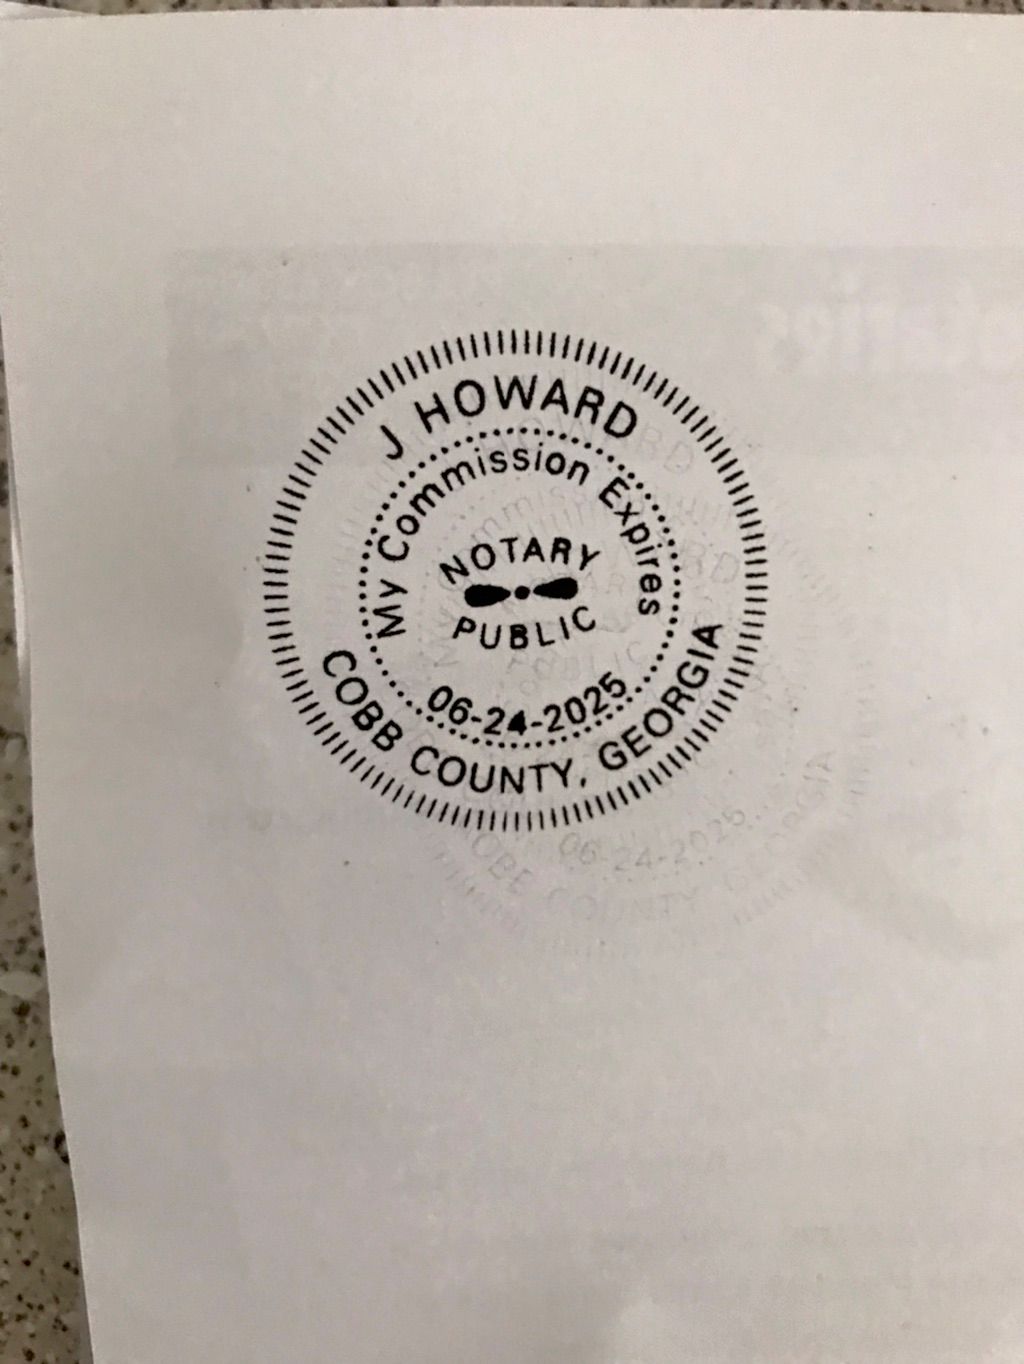 J HOWARD
My Commission Expires
NOTARY
PUBLIC
06-24-2025
COBB COUNTY, GEORGIA